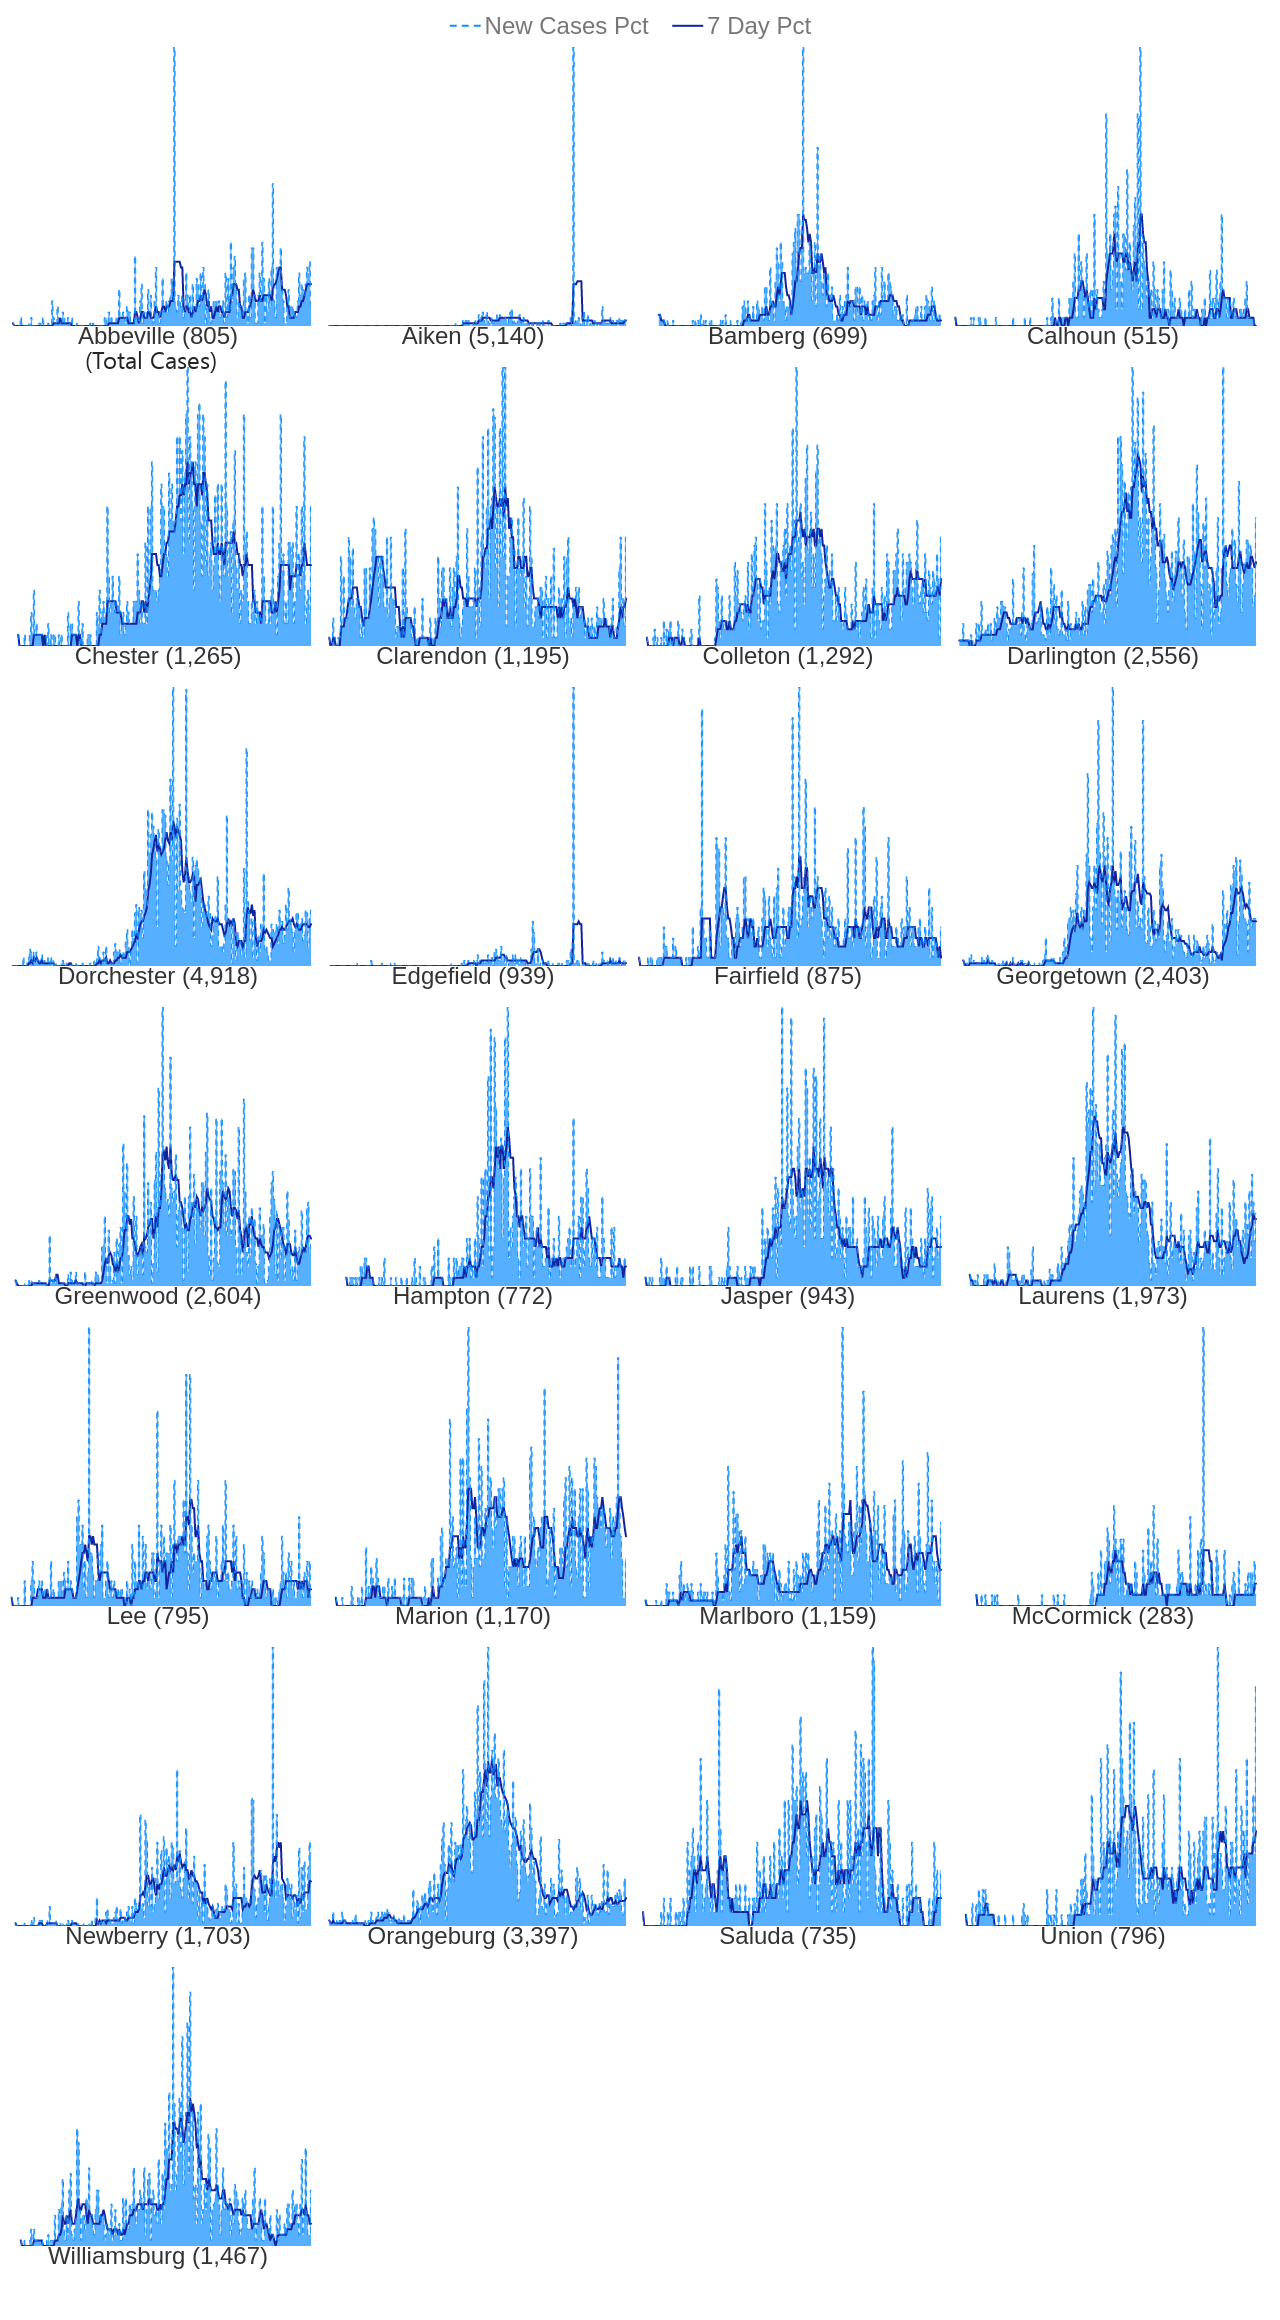 New Cases Pct 7 Day Pct
Abbeville (805) Aiken (5,140) Bamberg (699) Calhoun (515)
(Total Cases)
Chester (1,265) Clarendon (1,195) Colleton (1,292) Darlington (2,556)
Dorchester (4,918) Edgefield (939) Fairfield (875) Georgetown (2,403)
Greenwood (2,604) Hampton (772) Jasper (943) Laurens (1,973)
Lee (795) Marion (1,170) Marlboro (1,159) McCormick (283)
Newberry (1,703) Orangeburg (3,397) Saluda (735) Union (796)
Williamsburg (1,467)